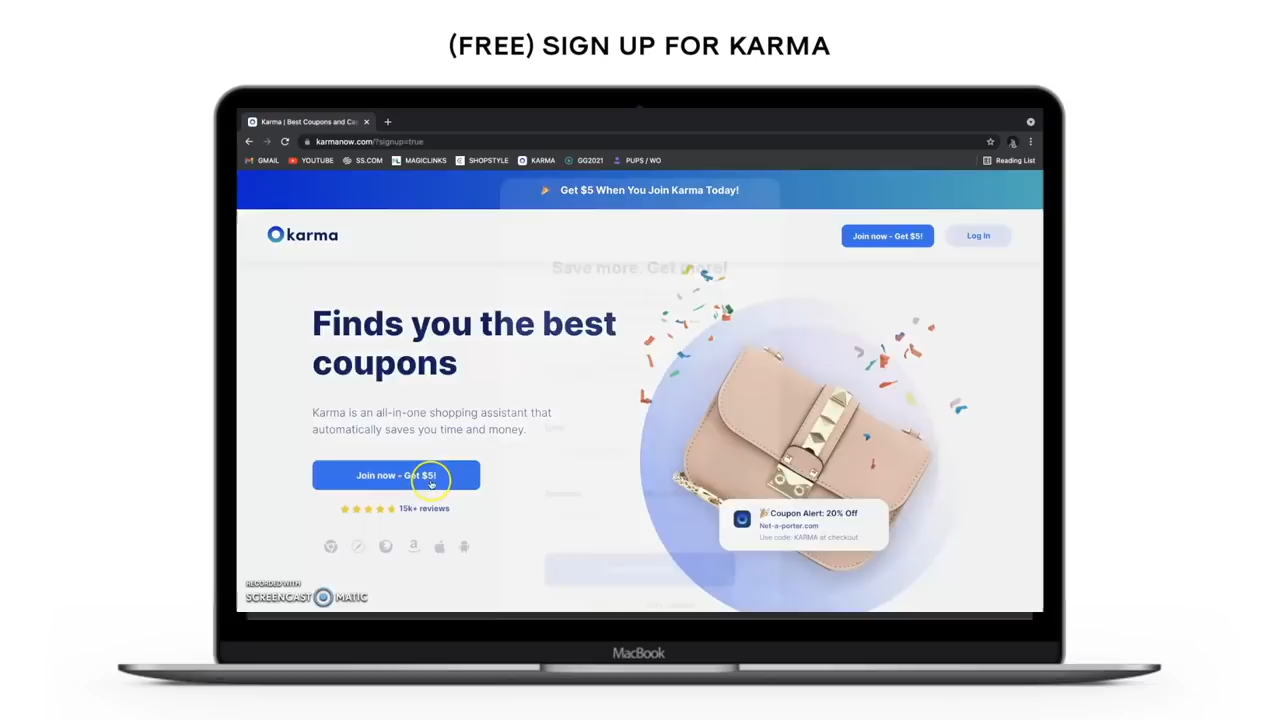 (FREE) SIGN UP FOR KARMA
Karma | Best Coupons and Ca
karmanow.com/?signup=true
GMAIL YOUTUBE SS.COM MAGICLINKS SHOPSTYLE KARMA GG2021 PUPS / WO Reading List
Get $5 When You Join Karma Today!
karma Join now - Get $5! Log In
Save more. Get more!
Finds you the best
coupons
Karma is an all-in-one shopping assistant that
automatically saves you time and money.
Join now - Get $5!
15k+ reviews
Coupon Alert: 20% Off
Net-a-porter.com
Use code: KARMA at checkout
RECORDED WITH
SCREENCAST MATIC
MacBook